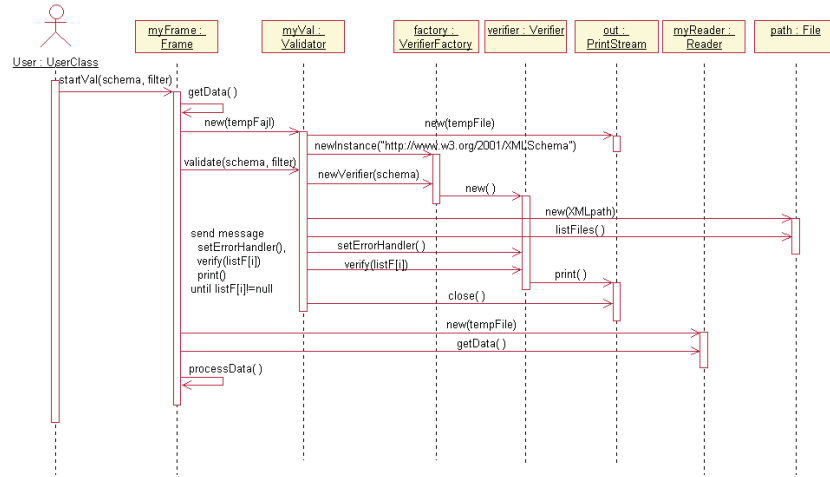 myFrame :
Frame
myVal :
Validator
factory :
VerifierFactory
verifier : Verifier
out :
PrintStream
myReader :
Reader
path : File
User : UserClass
startVal(schema, filter)
getData( )
new(tempFajl)
new(tempFile)
newInstance("http://www.w3.org/2001/XMLSchema")
validate(schema, filter)
newVerifier(schema)
new( )
new(XMLpath)
listFiles( )
send message
setErrorHandler(),
verify(listF[i])
print()
until listF[i]!=null
setErrorHandler( )
verify(listF[i])
print( )
close( )
new(tempFile)
getData( )
processData( )